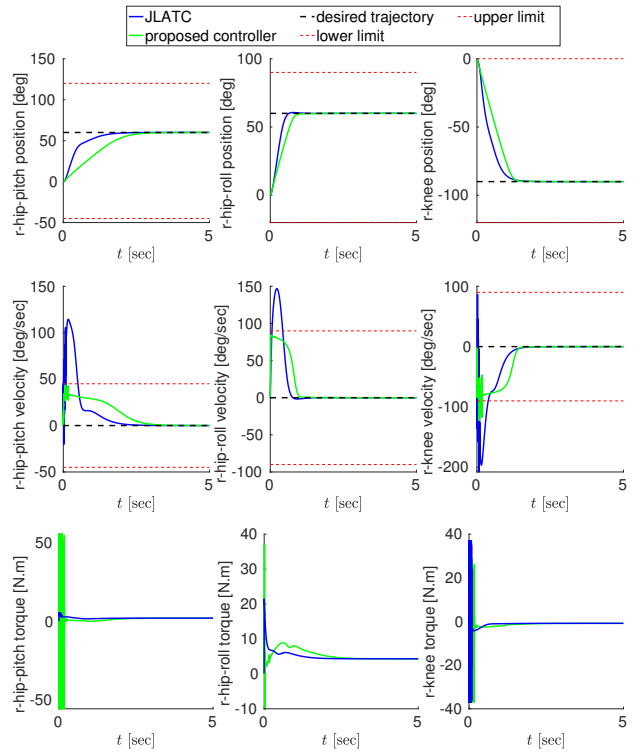 JLATC
desired trajectory
upper limit
proposed controller
lower limit
r-hip-pitch position [deg]
150
100
50
0
-50
0
5
t [sec]
r-hip-roll position [deg]
100
50
0
0
5
t [sec]
r-knee position [deg]
0
-50
-100
0
5
t [sec]
r-hip-pitch velocity [deg/sec]
150
100
50
0
-50
0
5
t [sec]
r-hip-roll velocity [deg/sec]
150
100
50
0
-50
-100
0
5
t [sec]
r-knee velocity [deg/sec]
100
0
-100
-200
0
5
t [sec]
r-hip-pitch torque [N.m]
50
0
-50
0
5
t [sec]
r-hip-roll torque [N.m]
40
30
20
10
0
-10
0
5
t [sec]
r-knee torque [N.m]
40
20
0
-20
-40
0
5
t [sec]